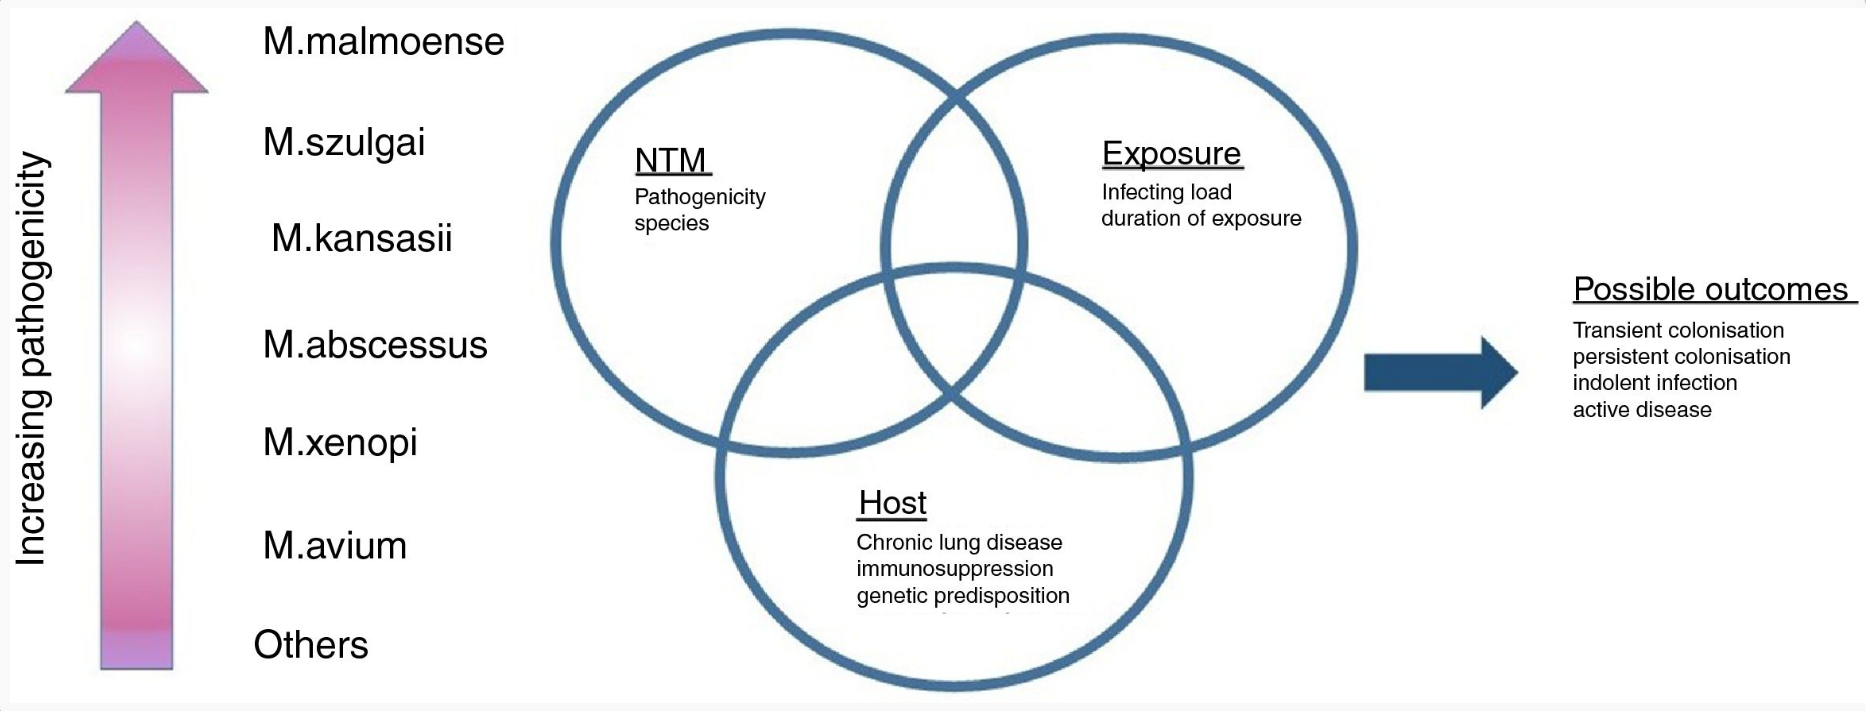 Increasing pathogenicity
M.malmoense
M.szulgai
M.kansasii
M.abscessus
M.xenopi
M.avium
Others
NTM
Pathogenicity
species
Exposure
Infecting load
duration of exposure
Host
Chronic lung disease
immunosuppression
genetic predisposition
Possible outcomes
Transient colonisation
persistent colonisation
indolent infection
active disease